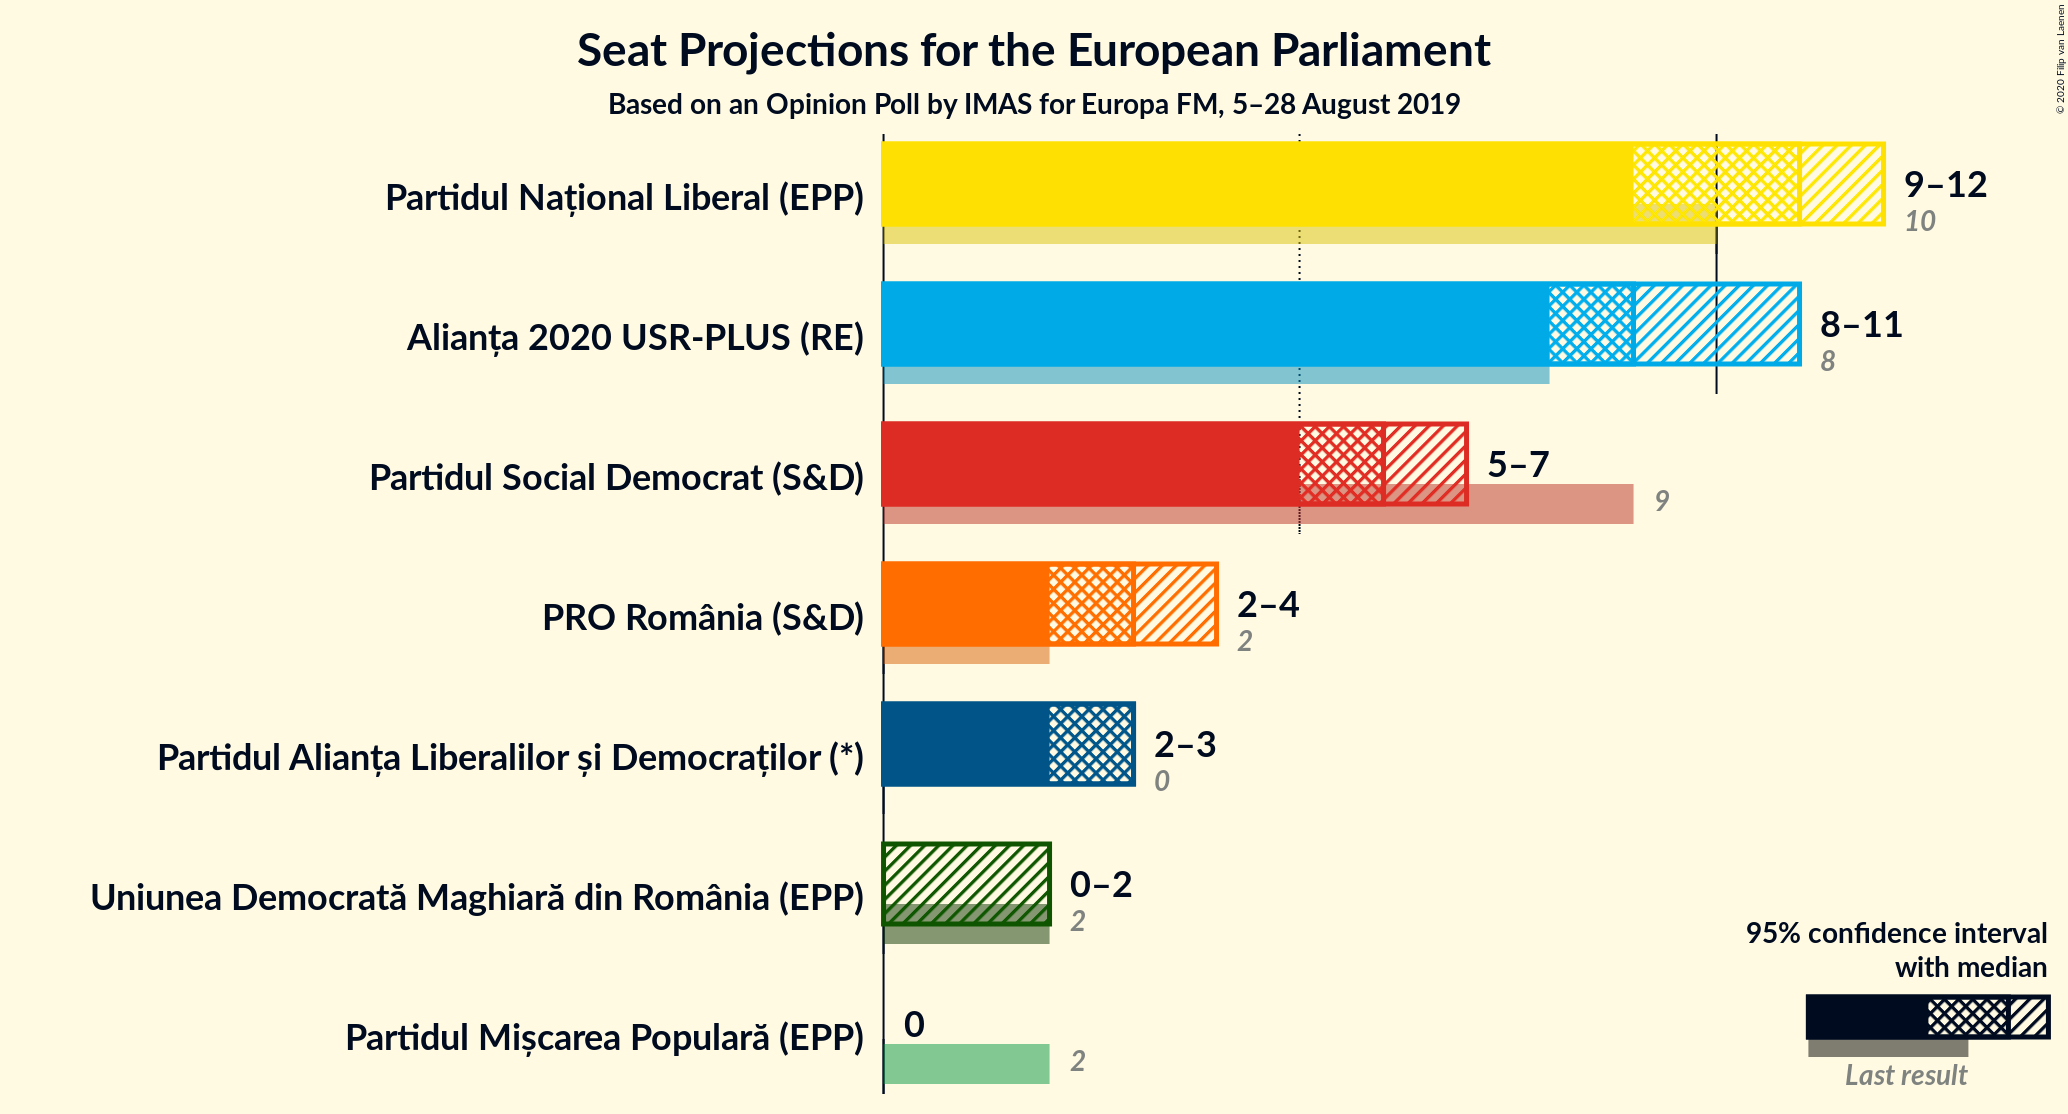 Seat Projections for the European Parliament
Based on an Opinion Poll by IMAS for Europa FM, 5–28 August 2019
© 2020 Filip van Laenen
Partidul Național Liberal (EPP)
9–12
10
Alianța 2020 USR-PLUS (RE)
8–11
8
Partidul Social Democrat (S&D)
5–7
9
PRO România (S&D)
2–4
2
Partidul Alianța Liberalilor și Democraților (*)
2–3
0
Uniunea Democrată Maghiară din România (EPP)
0–2
2
Partidul Mișcarea Populară (EPP)
0
2
95% confidence interval
with median
Last result